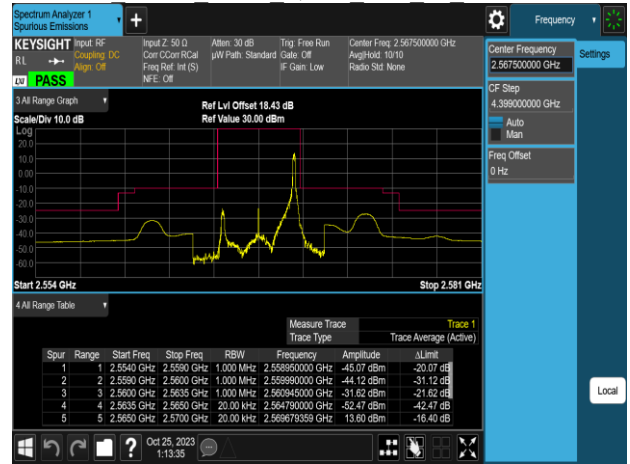 Spectrum Analyzer 1
Spurious Emissions
Frequency
KEYSIGHT
RL
LXI
PASS
Input: RF
Coupling: DC
Align: Off
Input Z: 50 Ω
Corr CCorr RCal
Freq Ref: Int (S)
NFE: Off
Atten: 30 dB
µW Path: Standard
Trig: Free Run
Gate: Off
IF Gain: Low
Center Freq: 2.567500000 GHz
Avg|Hold: 10/10
Radio Std: None
Center Frequency
2.567500000 GHz
Settings
CF Step
4.399000000 GHz
Auto
Man
Freq Offset
0 Hz
Local
3 All Range Graph
Scale/Div 10.0 dB
Ref Lvl Offset 18.43 dB
Ref Value 30.00 dBm
Log
20.0
10.0
0.00
-10.0
-20.0
-30.0
-40.0
-50.0
-60.0
Start 2.554 GHz
Stop 2.581 GHz
4 All Range Table
Measure Trace Trace 1
Trace Type Trace Average (Active)
Spur Range Start Freq Stop Freq RBW Frequency Amplitude ΔLimit
1 1 2.5540 GHz 2.5590 GHz 1.000 MHz 2.558950000 GHz -45.07 dBm -20.07 dB
2 2 2.5590 GHz 2.5600 GHz 1.000 MHz 2.559990000 GHz -44.12 dBm -31.12 dB
3 3 2.5600 GHz 2.5635 GHz 1.000 MHz 2.560945000 GHz -31.62 dBm -21.62 dB
4 4 2.5635 GHz 2.5650 GHz 20.00 kHz 2.564790000 GHz -52.47 dBm -42.47 dB
5 5 2.5650 GHz 2.5700 GHz 20.00 kHz 2.569679359 GHz 13.60 dBm -16.40 dB
Oct 25, 2023
1:13:35